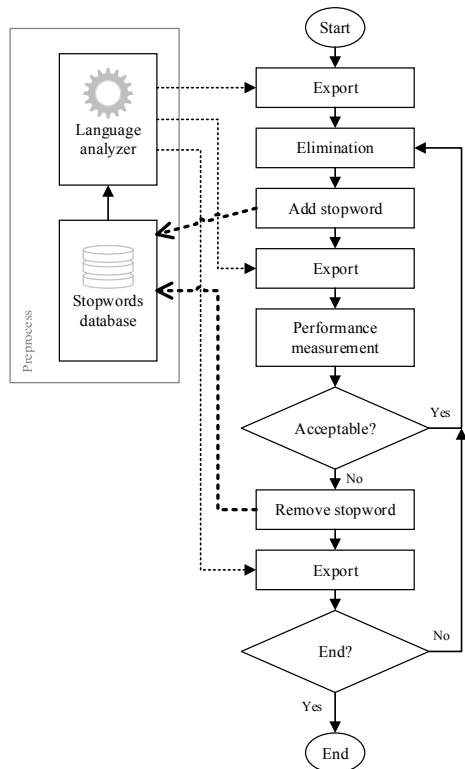 Start
Export
Language
analyzer
Elimination
Add stopword
Stopwords
database
Export
Preprocess
Performance
measurement
Acceptable?
Yes
No
Remove stopword
Export
End?
No
Yes
End